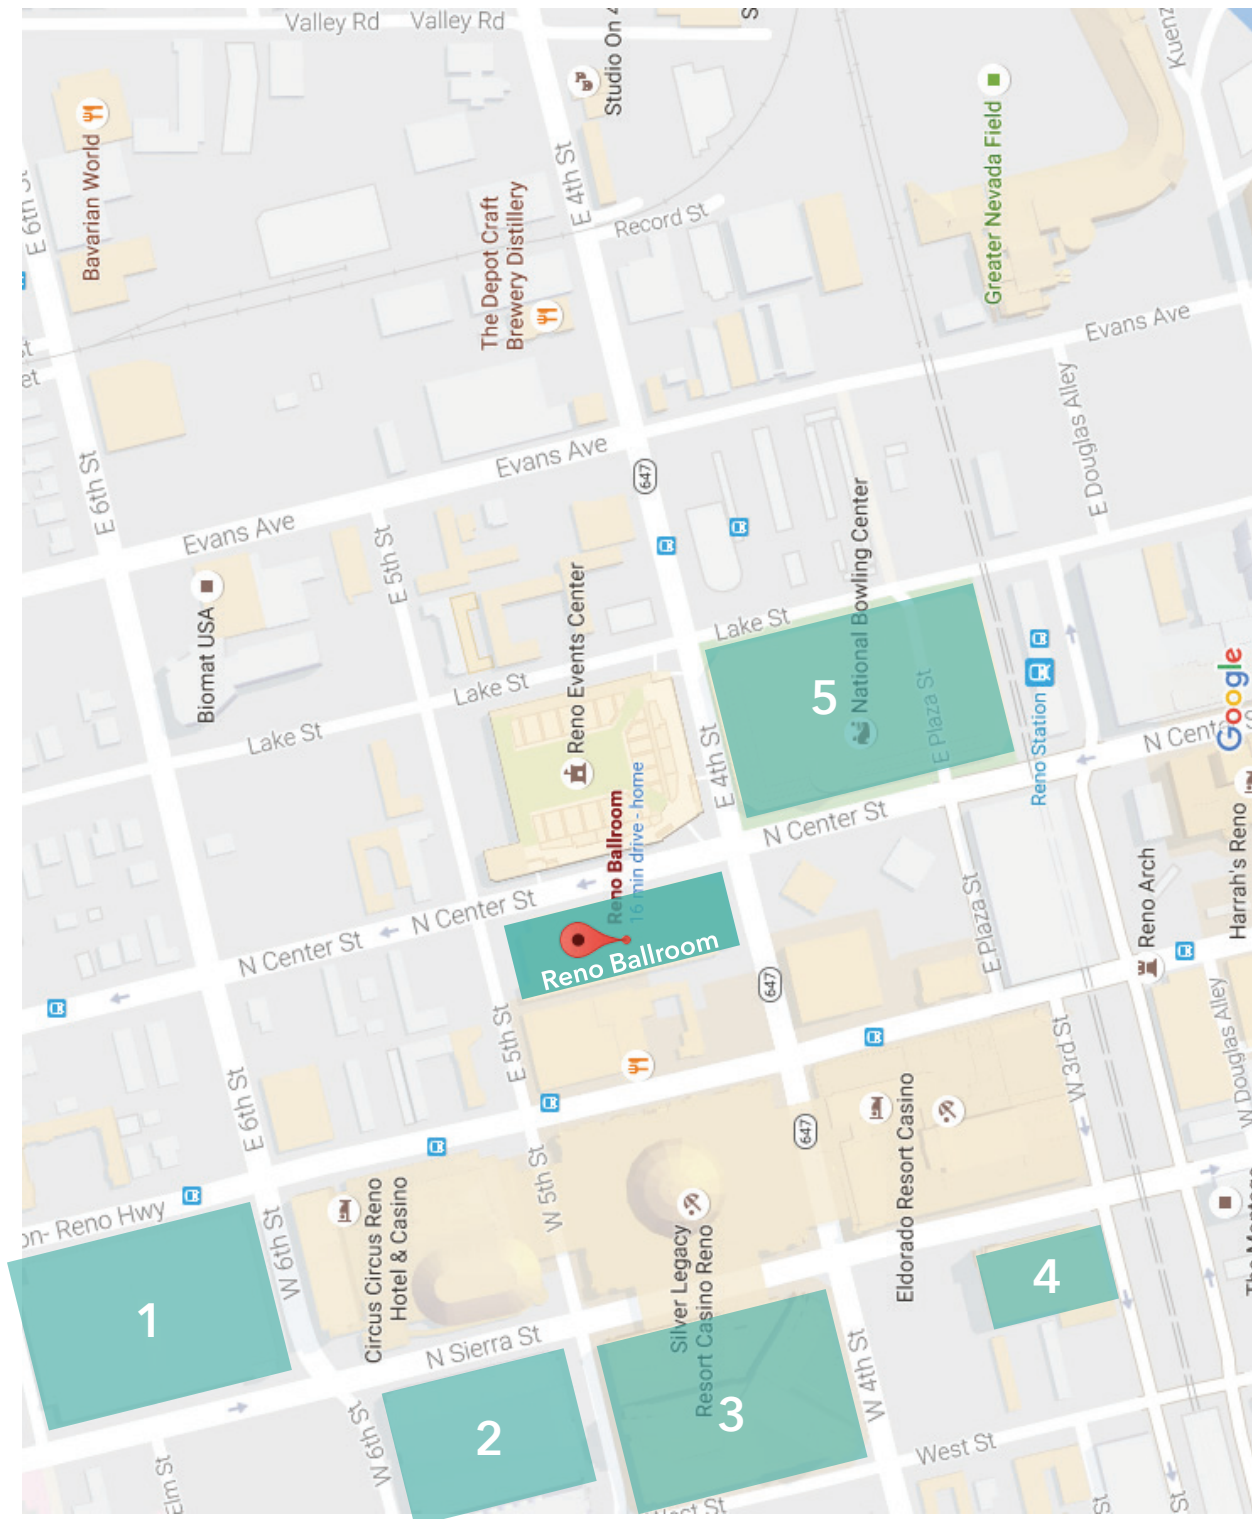 Valley Rd
Valley Rd
Studio On 4
Kuenz
Bavarian World
E 6th St
E 4th St
Record St
The Depot Craft
Brewery Distillery
Greater Nevada Field
Evans Ave
E Douglas Alley
Evans Ave
647
E 6th St
Evans Ave
E 5th St
Biomat USA
Reno Events Center
National Bowling Center
Lake St
Lake St
Lake St
5
E Plaza St
E 4th St
Reno Station
Google
N Center S
N Center St
Reno Ballroom
16 min drive - home
Reno Ballroom
N Center St
N Center St
E Plaza St
Reno Arch
Harrah's Reno
647
E 5th St
W 3rd St
W Douglas Alley
E 6th St
647
Eldorado Resort Casino
W 5th St
on- Reno Hwy
W 6th St
Circus Circus Reno
Hotel & Casino
Silver Legacy
Resort Casino Reno
N Sierra St
1
2
3
4
W 4th St
W 6th St
Elm St
West St
West St
St
St